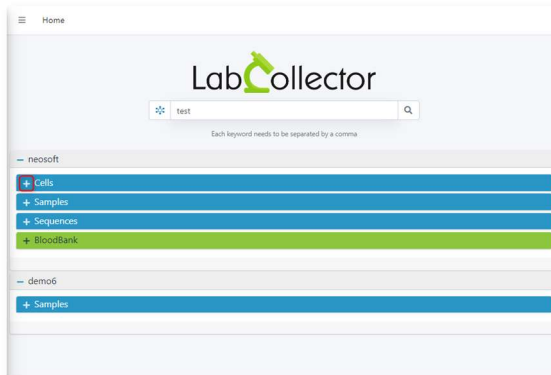 Home
LabCollector
test
Each keyword needs to be separated by a comma
neosoft
Cells
Samples
Sequences
BloodBank
demo6
Samples